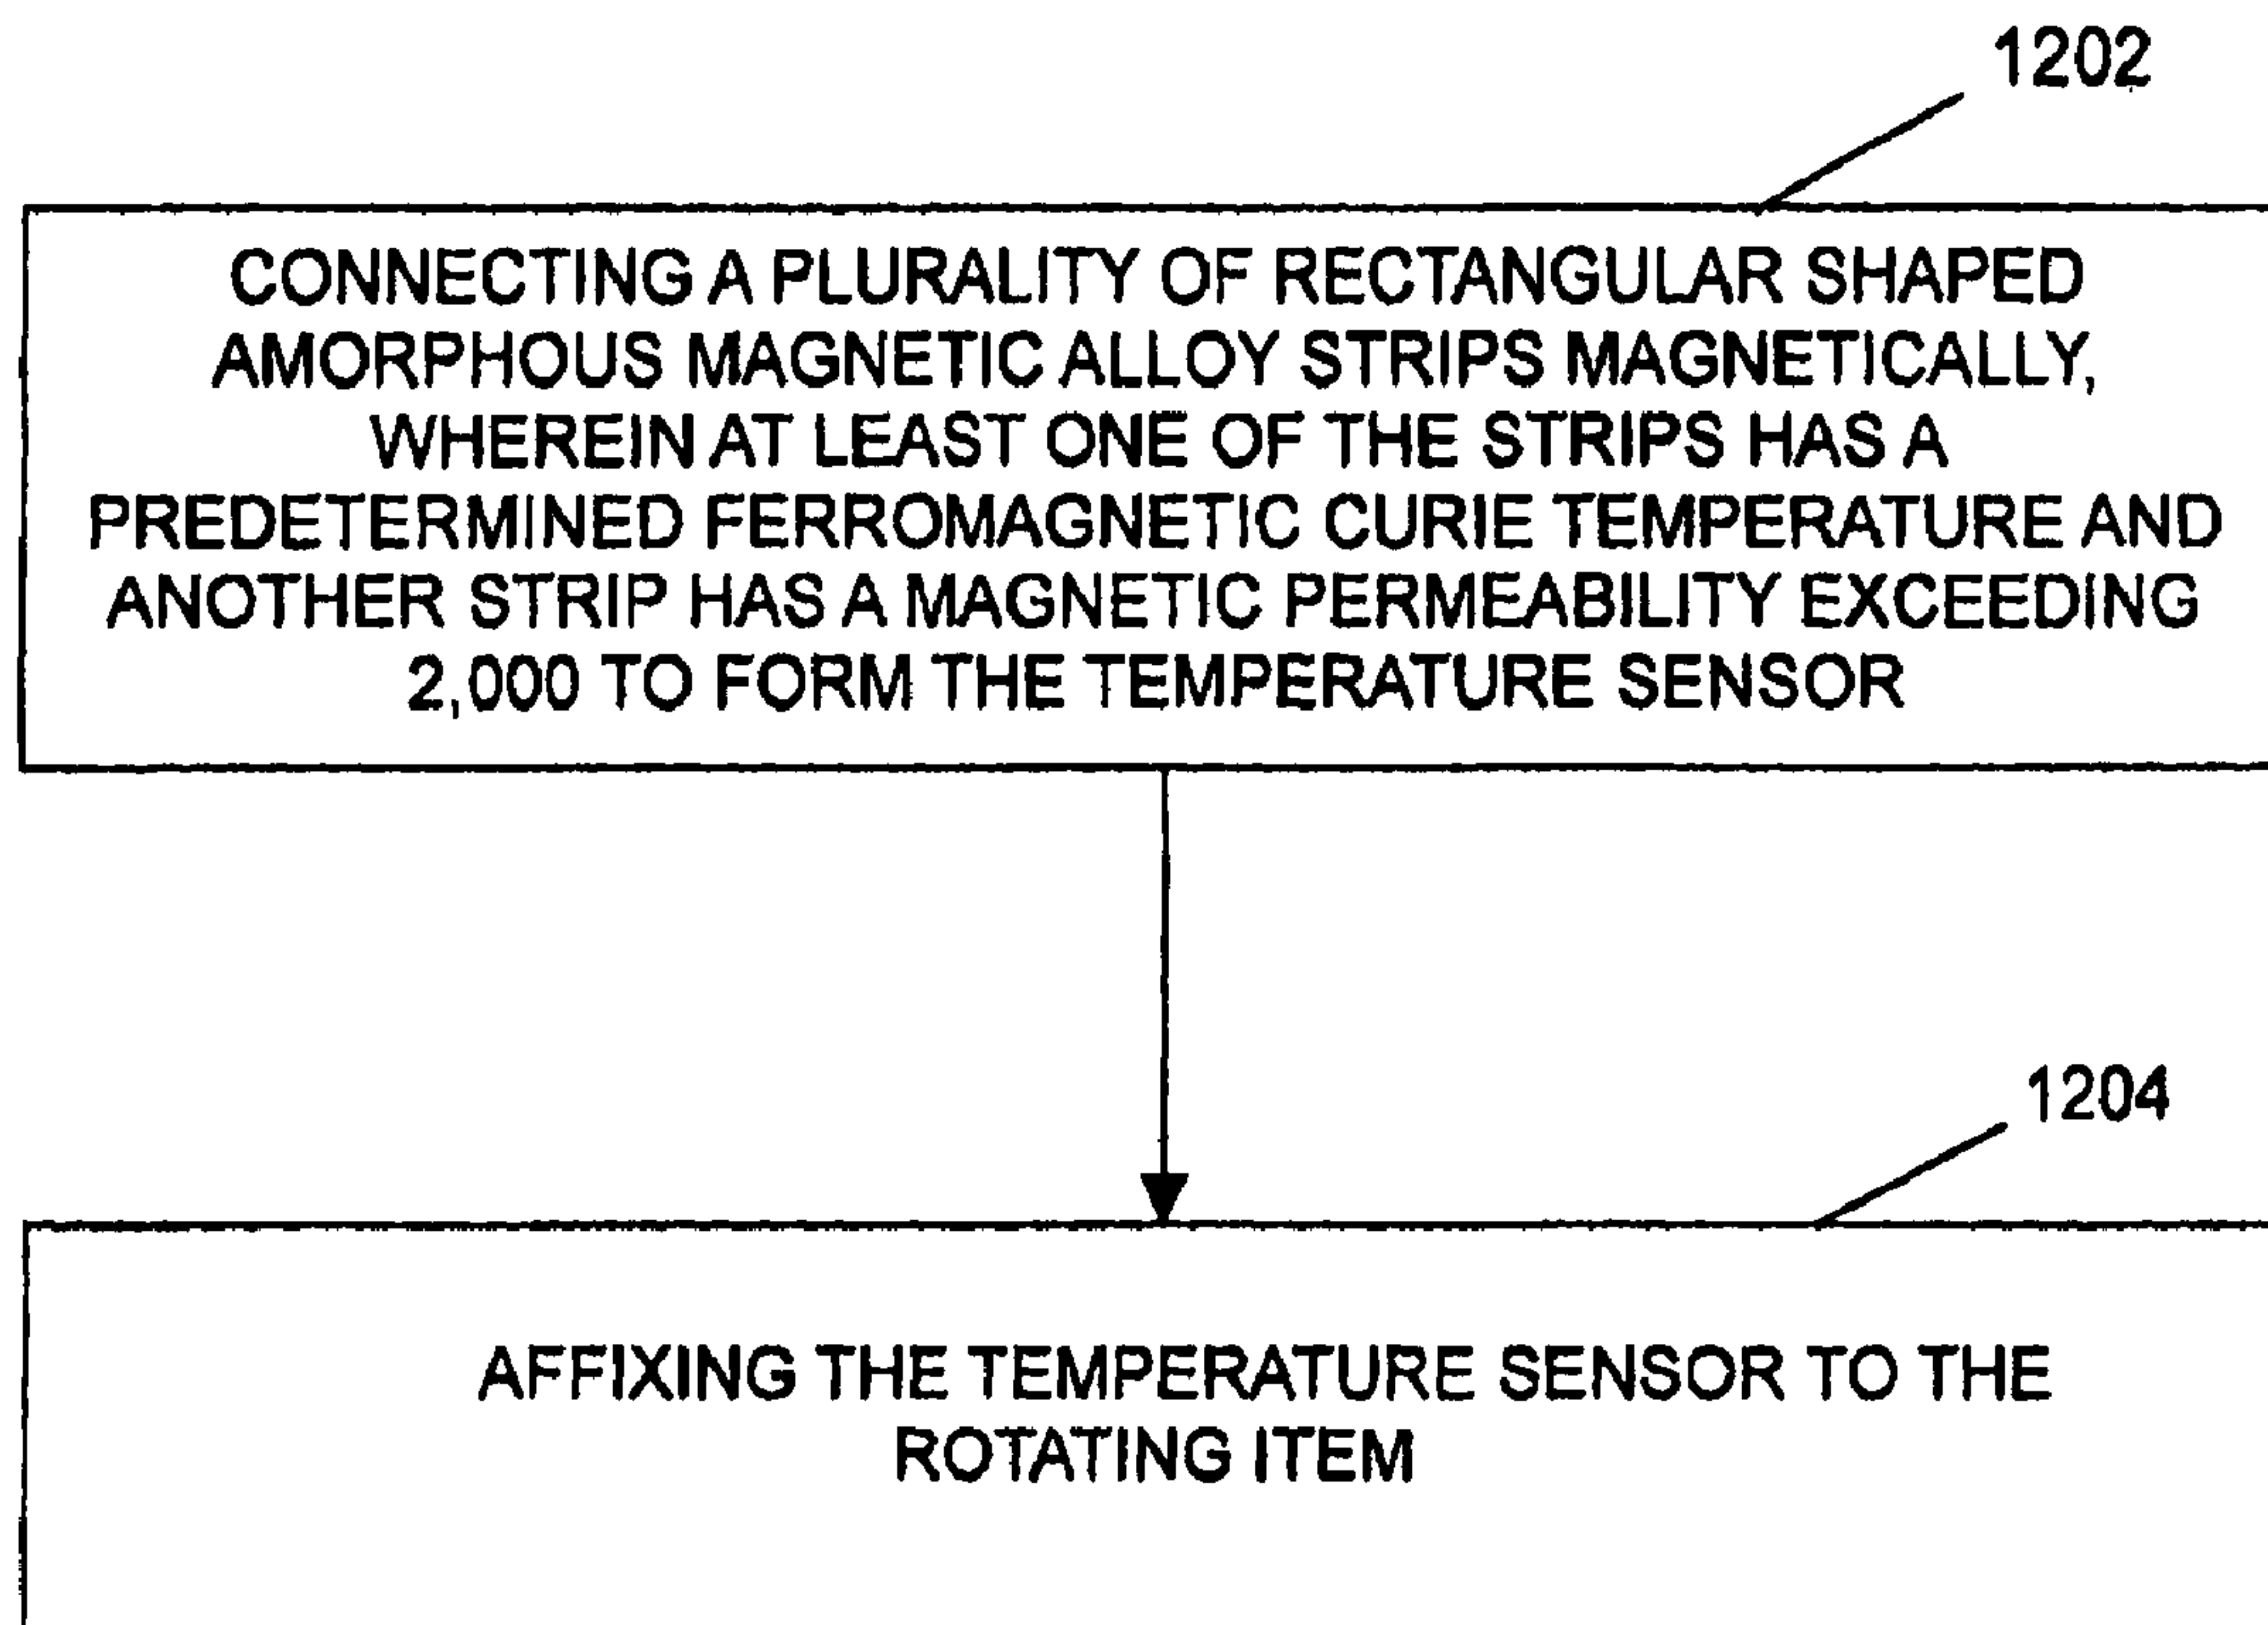 1202
CONNECTING A PLURALITY OF RECTANGULAR SHAPED
AMORPHOUS MAGNETIC ALLOY STRIPS MAGNETICALLY,
WHEREIN AT LEAST ONE OF THE STRIPS HAS A
PREDETERMINED FERROMAGNETIC CURIE TEMPERATURE AND
ANOTHER STRIP HAS A MAGNETIC PERMEABILITY EXCEEDING
2,000 TO FORM THE TEMPERATURE SENSOR
1204
AFFIXING THE TEMPERATURE SENSOR TO THE
ROTATING ITEM